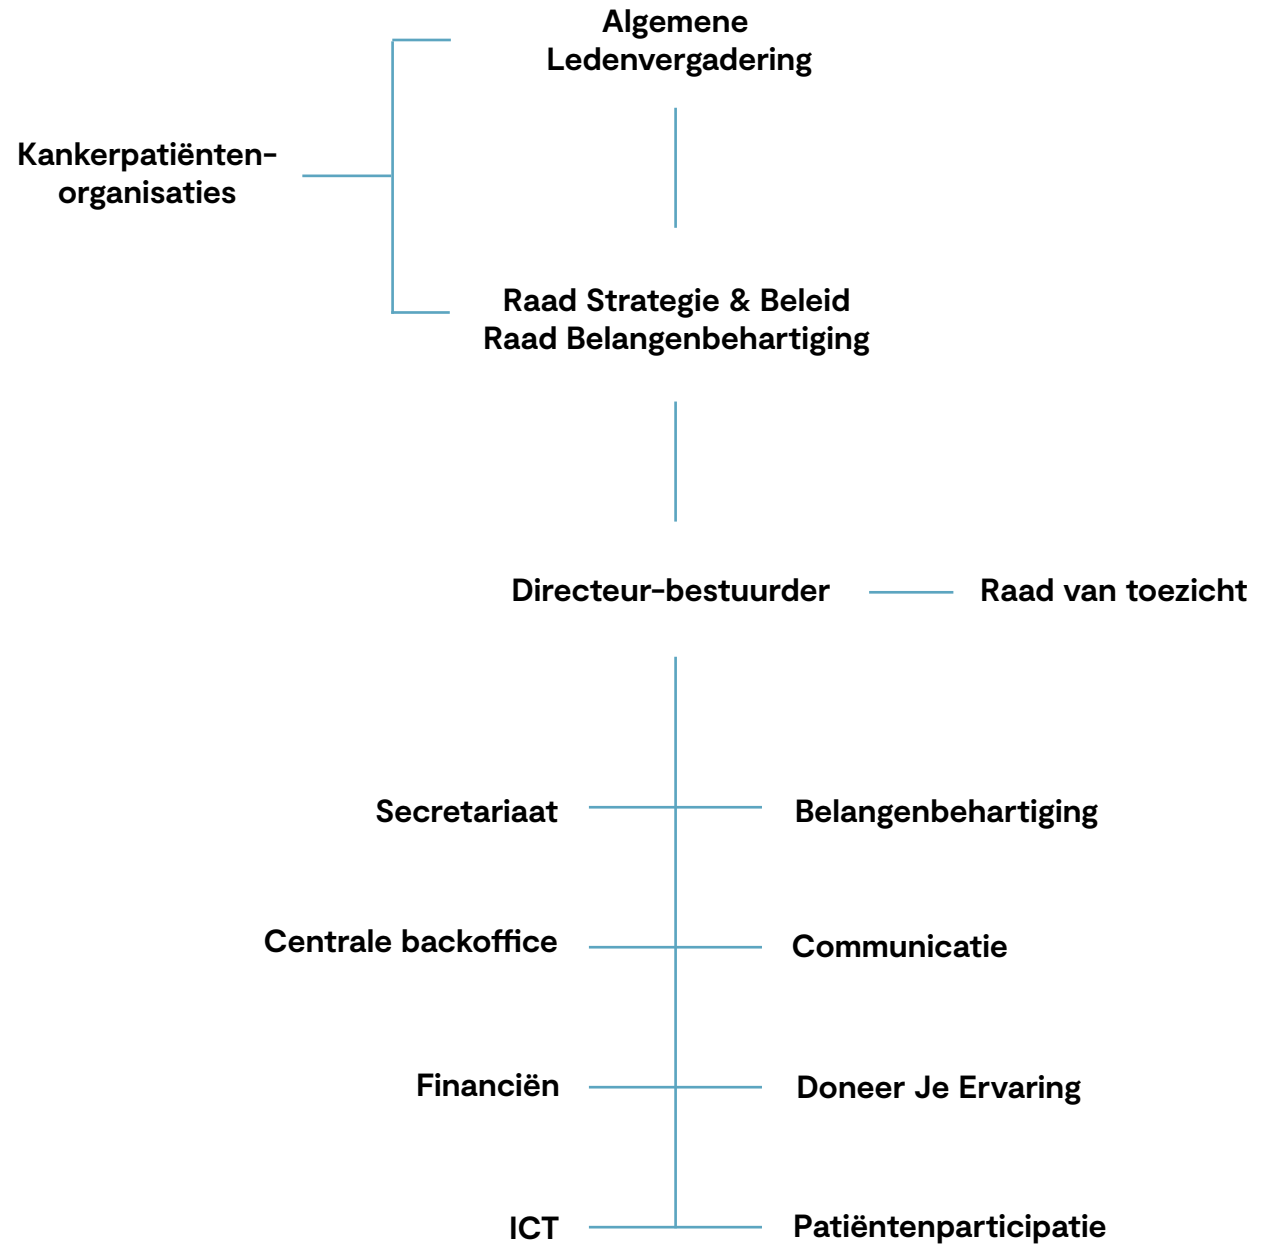 Algemene
Ledenvergadering
Kankerpatiënten-
organisaties
Raad Strategie & Beleid
Raad Belangenbehartiging
Directeur-bestuurder
Raad van toezicht
Secretariaat
Belangenbehartiging
Centrale backoffice
Communicatie
Financiën
Doneer Je Ervaring
ICT
Patiëntenparticipatie